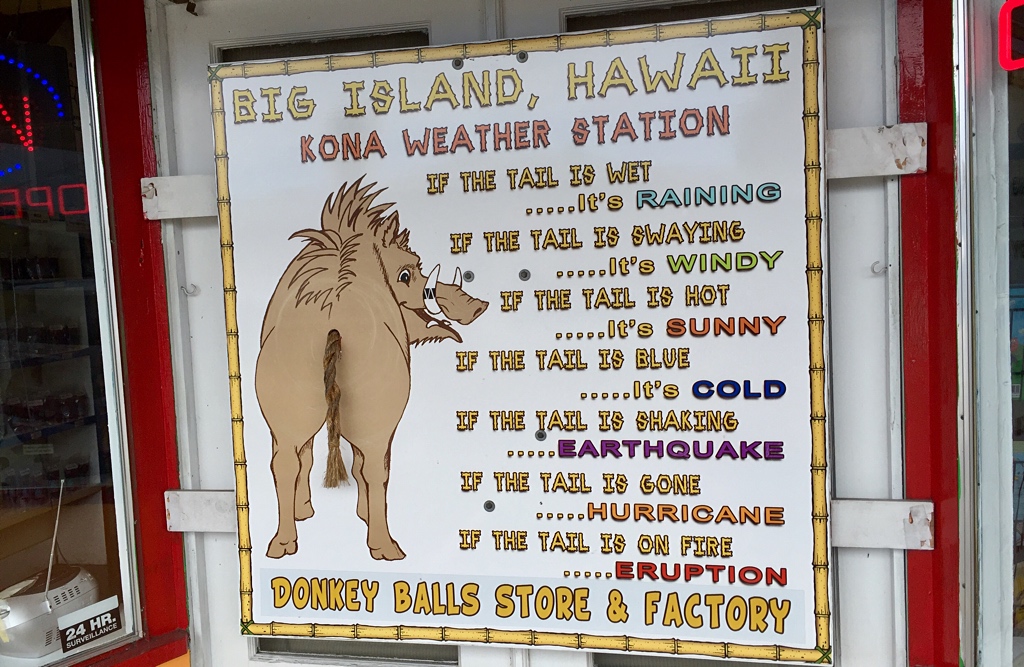 BIG ISLAND, HAWAII
KONA WEATHER STATION
IF THE TAIL IS WET
.....It's RAINING
IF THE TAIL IS SWAYING
.....It's WINDY
IF THE TAIL IS HOT
.....It's SUNNY
IF THE TAIL IS BLUE
.....It's COLD
IF THE TAIL IS SHAKING
.....EARTHQUAKE
IF THE TAIL IS GONE
.....HURRICANE
IF THE TAIL IS ON FIRE
.....ERUPTION
DONKEY BALLS STORE & FACTORY
24 HR.
SURVEILLANCE